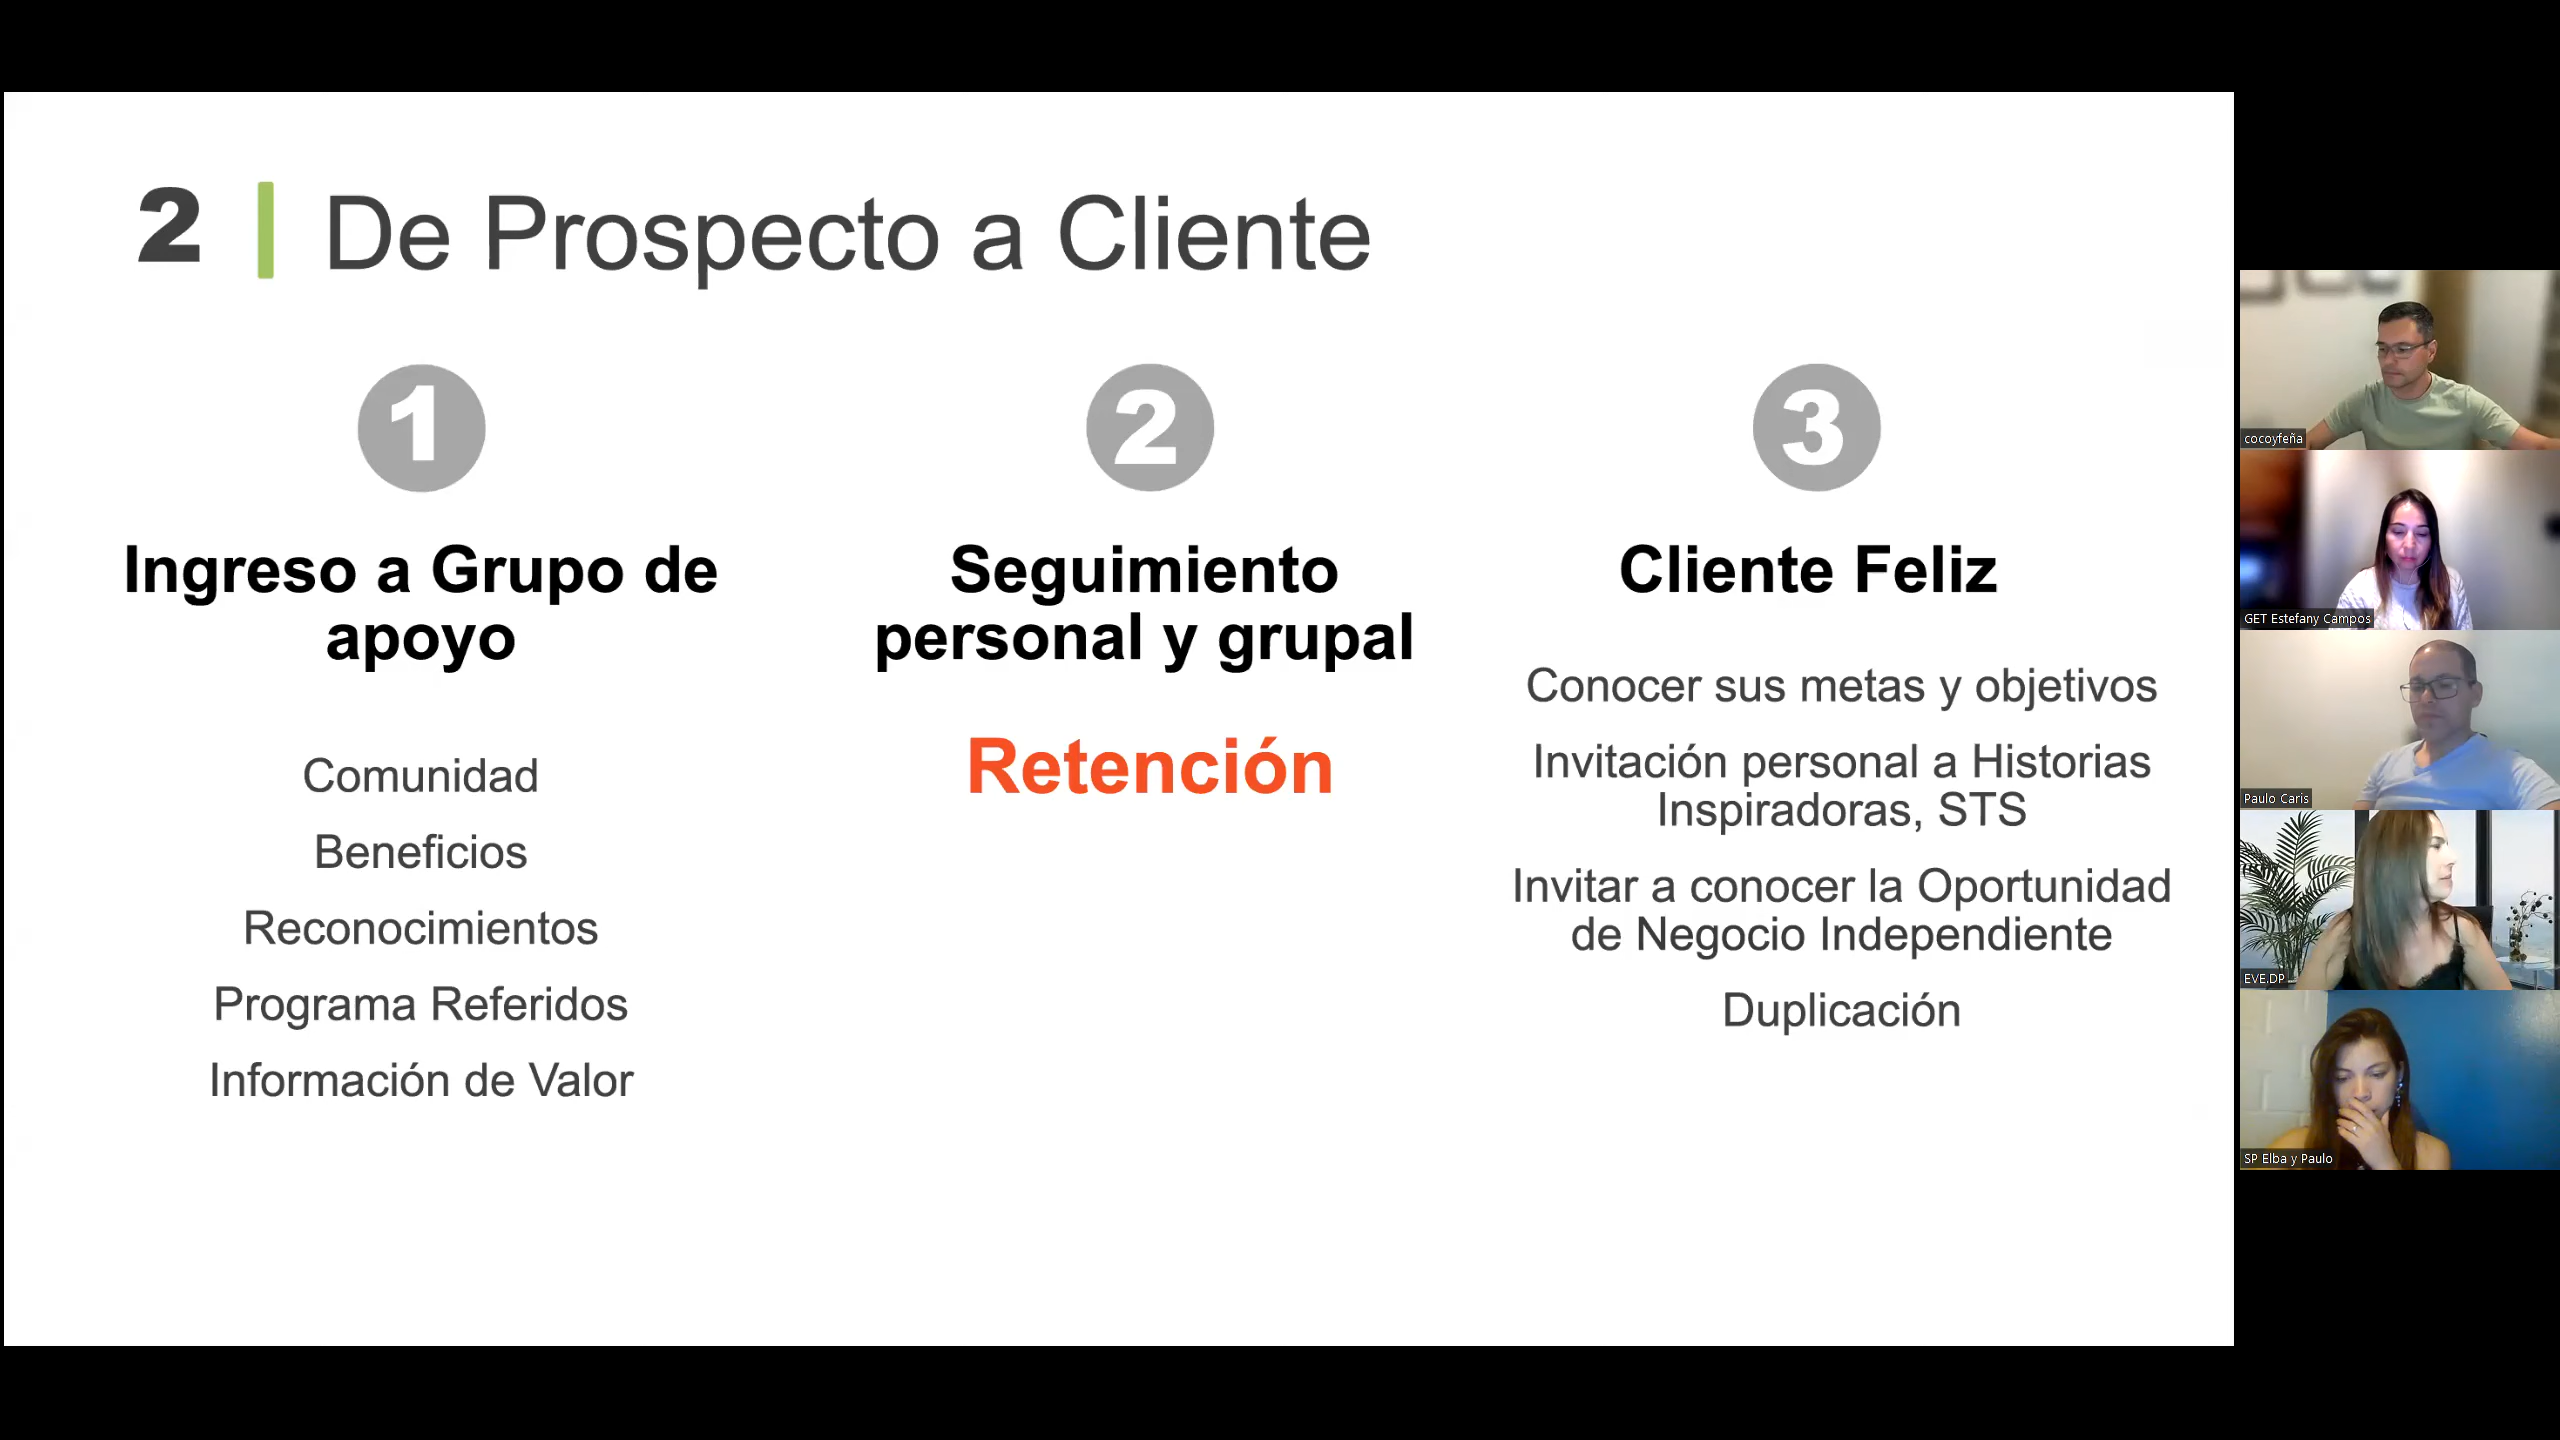 2 | De Prospecto a Cliente
1
Ingreso a Grupo de
apoyo
Comunidad
Beneficios
Reconocimientos
Programa Referidos
Información de Valor
2
Seguimiento
personal y grupal
Retención
3
Cliente Feliz
Conocer sus metas y objetivos
Invitación personal a Historias
Inspiradoras, STS
Invitar a conocer la Oportunidad
de Negocio Independiente
Duplicación
cocoyfeña
GET Estefany Campos
Paulo Caris
EVE.DP
SP Elba y Paulo